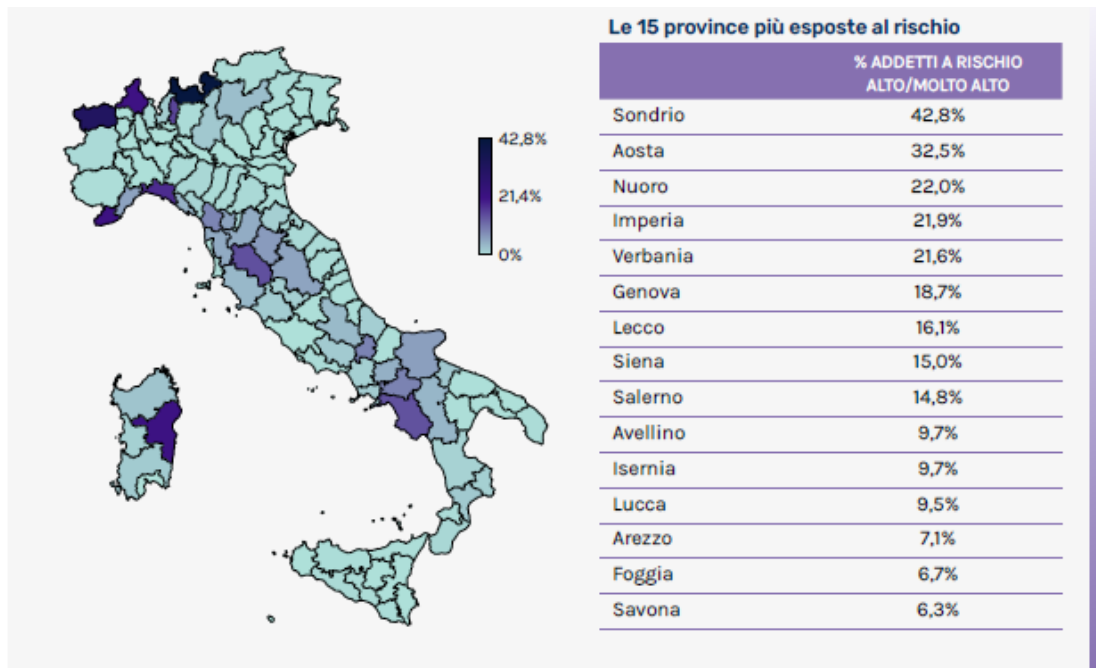 Le 15 province più esposte al rischio
% ADDETTI A RISCHIO
ALTO/MOLTO ALTO
Sondrio 42,8%
Aosta 32,5%
Nuoro 22,0%
Imperia 21,9%
Verbania 21,6%
Genova 18,7%
Lecco 16,1%
Siena 15,0%
Salerno 14,8%
Avellino 9,7%
Isernia 9,7%
Lucca 9,5%
Arezzo 7,1%
Foggia 6,7%
Savona 6,3%
42,8%
21,4%
0%